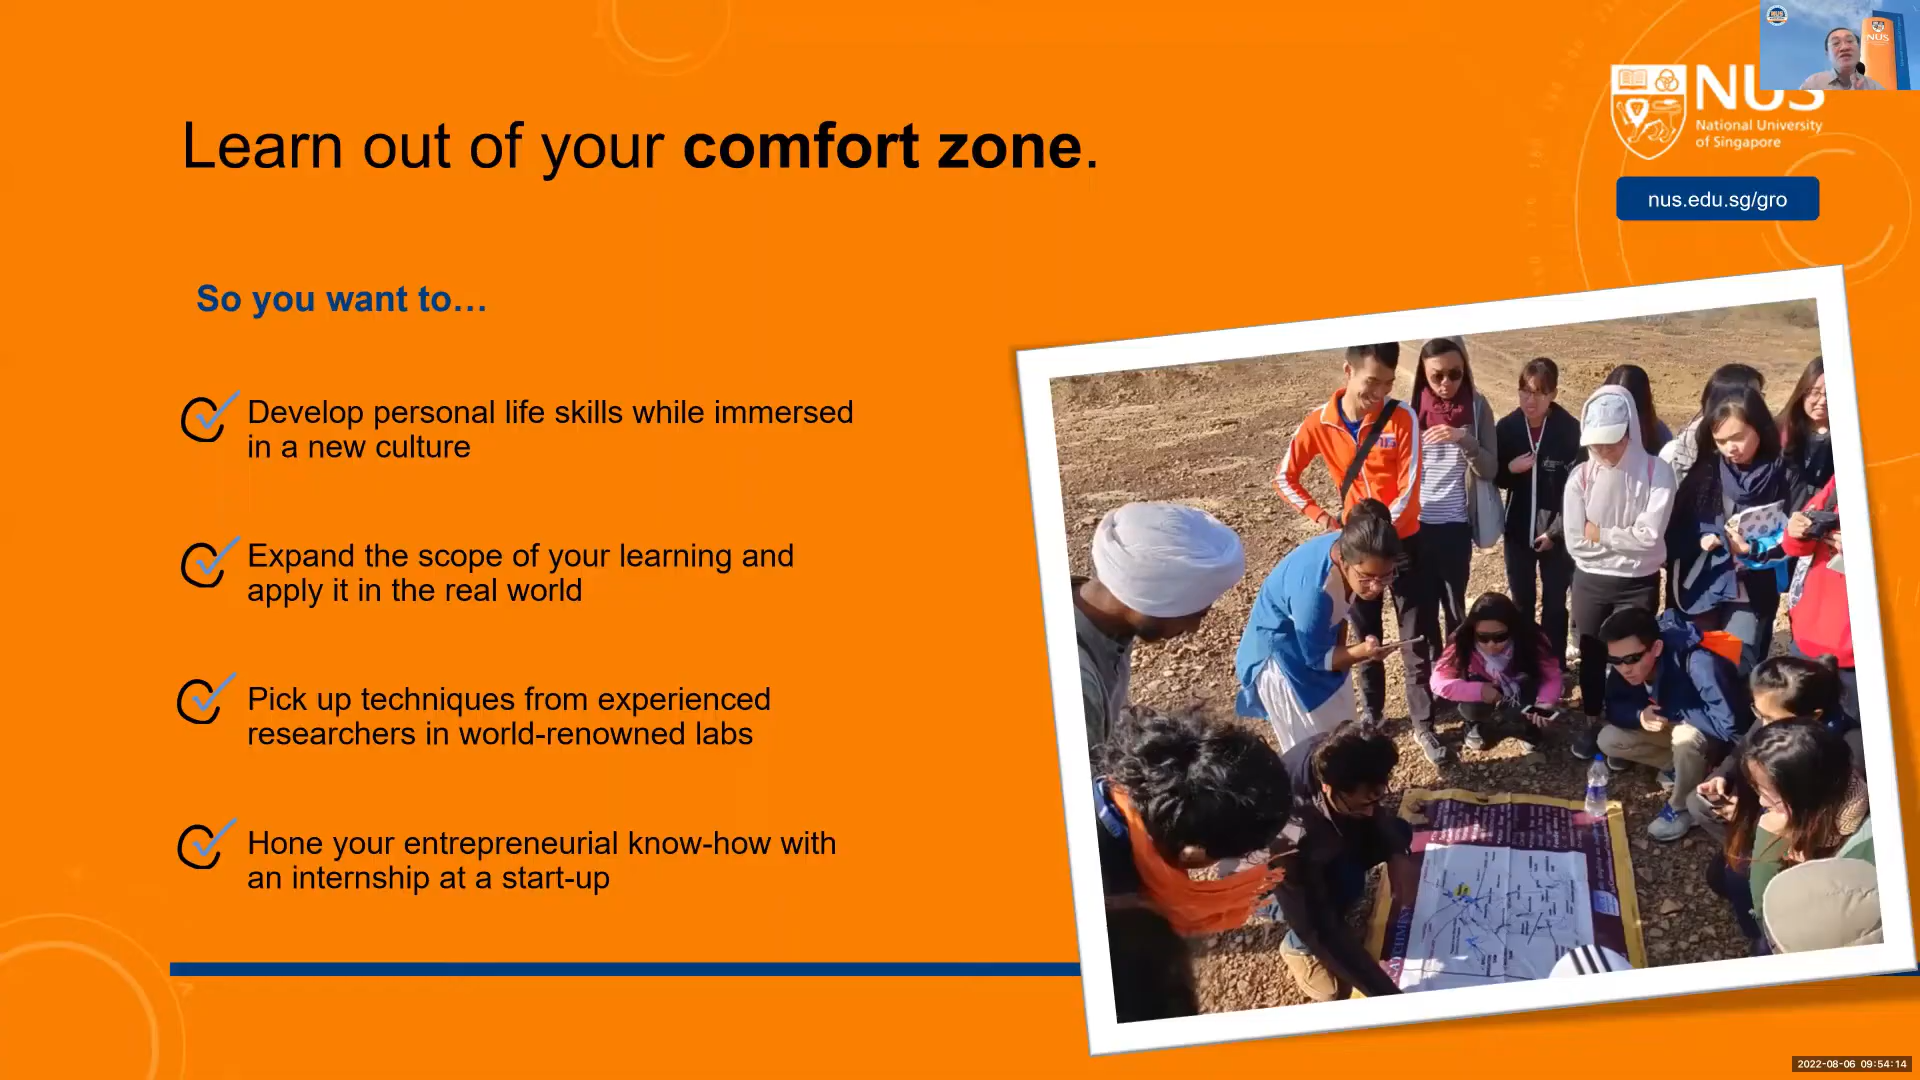 Learn out of your comfort zone.
NUS
National University
of Singapore
nus.edu.sg/gro
NUS
So you want to...
Develop personal life skills while immersed
in a new culture
Expand the scope of your learning and
apply it in the real world
Pick up techniques from experienced
researchers in world-renowned labs
Hone your entrepreneurial know-how with
an internship at a start-up
2022-08-06 09:54:14